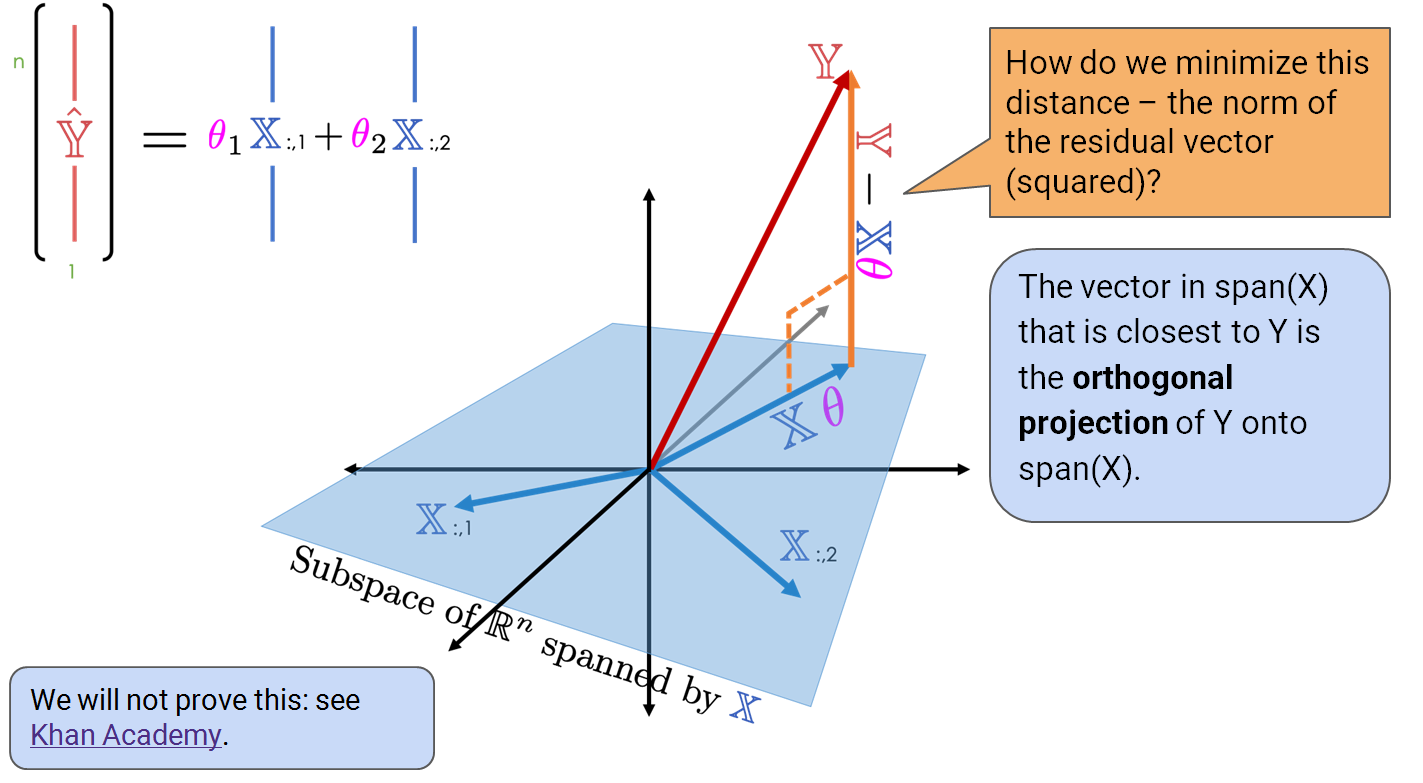 n
Ŷ = θ₁ 𝕏:,1 + θ₂ 𝕏:,2
1
𝕐
𝕐 − 𝕏θ
How do we minimize this
distance – the norm of
the residual vector
(squared)?
The vector in span(X)
that is closest to Y is
the orthogonal
projection of Y onto
span(X).
𝕏 θ
𝕏:,1
𝕏:,2
Subspace of ℝⁿ spanned by 𝕏
We will not prove this: see
Khan Academy.